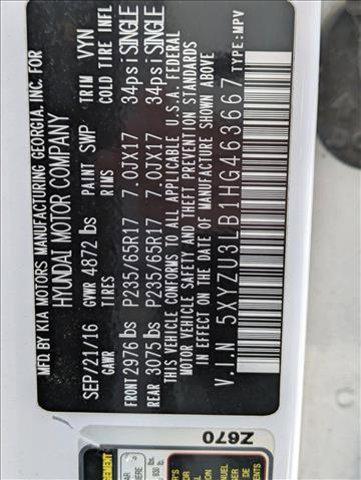 MFD. BY KIA MOTORS MANUFACTURING GEORGIA, INC. FOR
HYUNDAI MOTOR COMPANY
SEP/21/16 PAINT SWP TRIM VYN
GVWR 4872 lbs
GAWR TIRES RIMS COLD TIRE INFL
FRONT 2976 lbs P235/65R17 7.0JX17 34psi SINGLE
REAR 3075 lbs P235/65R17 7.0JX17 34psi SINGLE
THIS VEHICLE CONFORMS TO ALL APPLICABLE U.S.A. FEDERAL
MOTOR VEHICLE SAFETY AND THEFT PREVENTION STANDARDS
IN EFFECT ON THE DATE OF MANUFACTURE SHOWN ABOVE.
V.I.N 5XYZU3LB1HG463667 TYPE:MPV
Z670